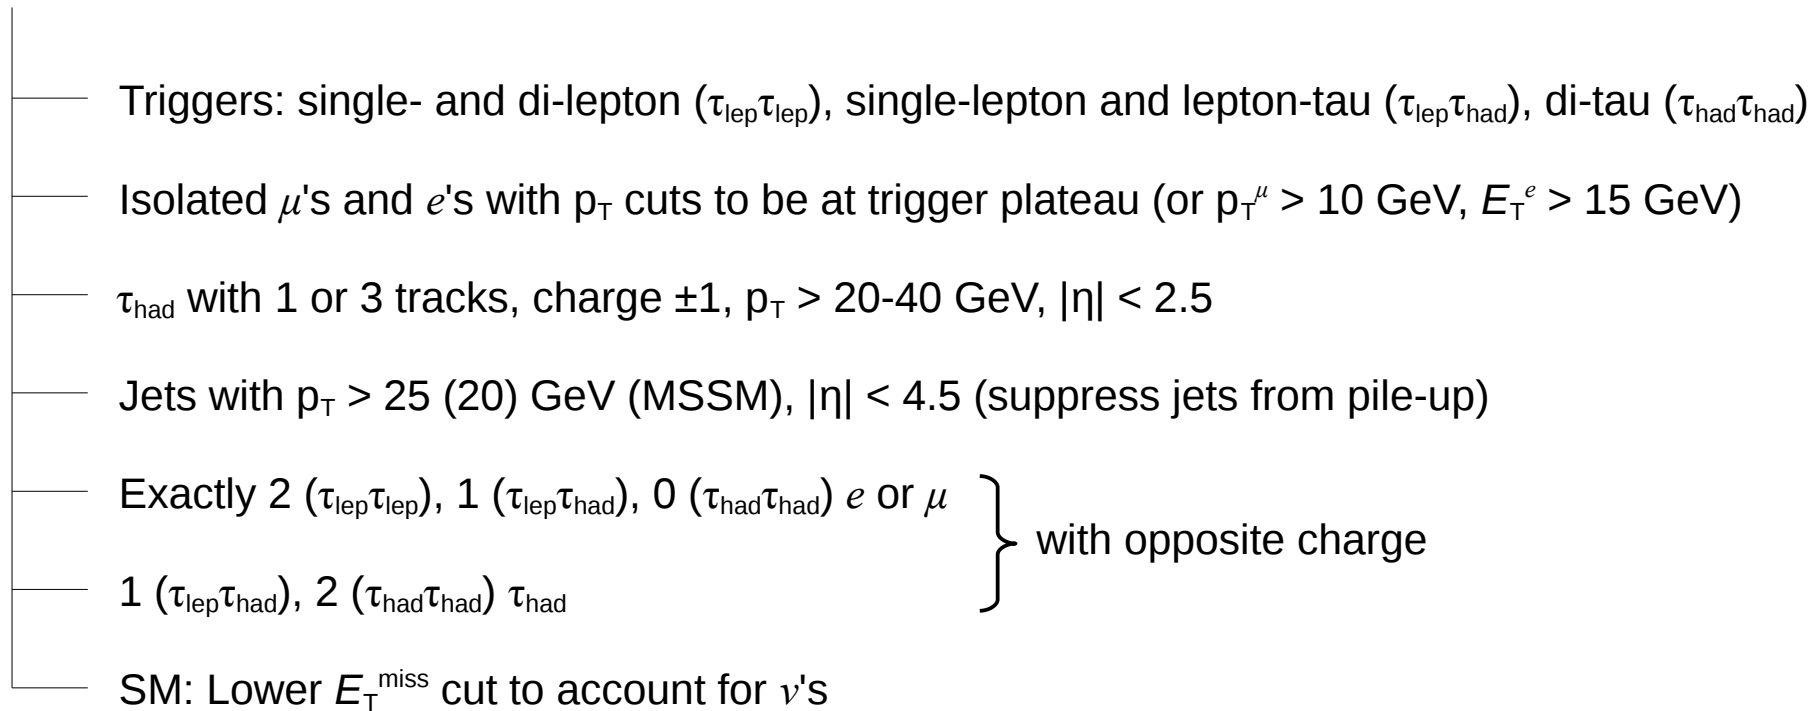 Triggers: single- and di-lepton (τlepτlep), single-lepton and lepton-tau (τlepτhad), di-tau (τhadτhad)
Isolated μ's and e's with pT cuts to be at trigger plateau (or pTμ > 10 GeV, ETe > 15 GeV)
τhad with 1 or 3 tracks, charge ±1, pT > 20-40 GeV, |η| < 2.5
Jets with pT > 25 (20) GeV (MSSM), |η| < 4.5 (suppress jets from pile-up)
Exactly 2 (τlepτlep), 1 (τlepτhad), 0 (τhadτhad) e or μ
with opposite charge
1 (τlepτhad), 2 (τhadτhad) τhad
SM: Lower ETmiss cut to account for ν's